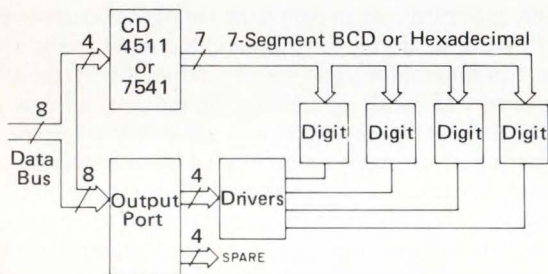 CD
4511
or
7541
4
7
7-Segment BCD or Hexadecimal
8
Data
Bus
8
Output
Port
4
Drivers
4
SPARE
Digit
Digit
Digit
Digit